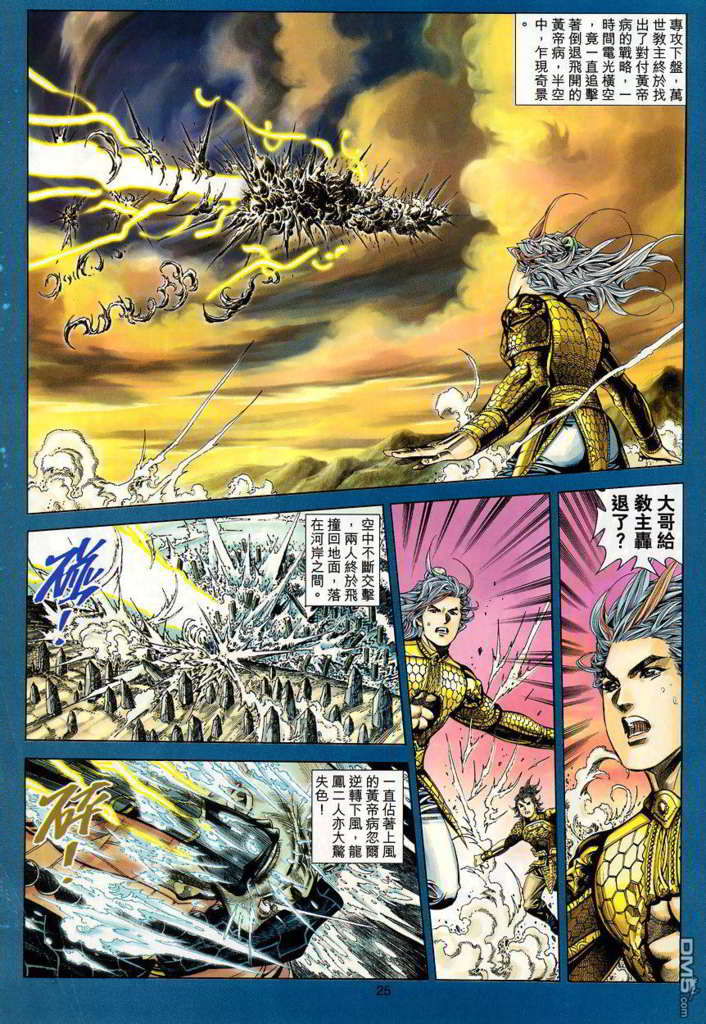 專攻下盤，萬
世教主終於找
出了對付黃帝
病的戰略，一
時間電光橫空
，竟一直追擊
著倒退飛開的
黃帝病，半空
中，乍現奇景
。
大哥給
教主轟
退了？
空中不斷交擊
，兩人終於飛
撞回地面，落
在河岸之間。
碰！
一直佔著上風
的黃帝病忽爾
逆轉下風，龍
鳳二人亦大驚
失色！
砰！
25
DM5.com